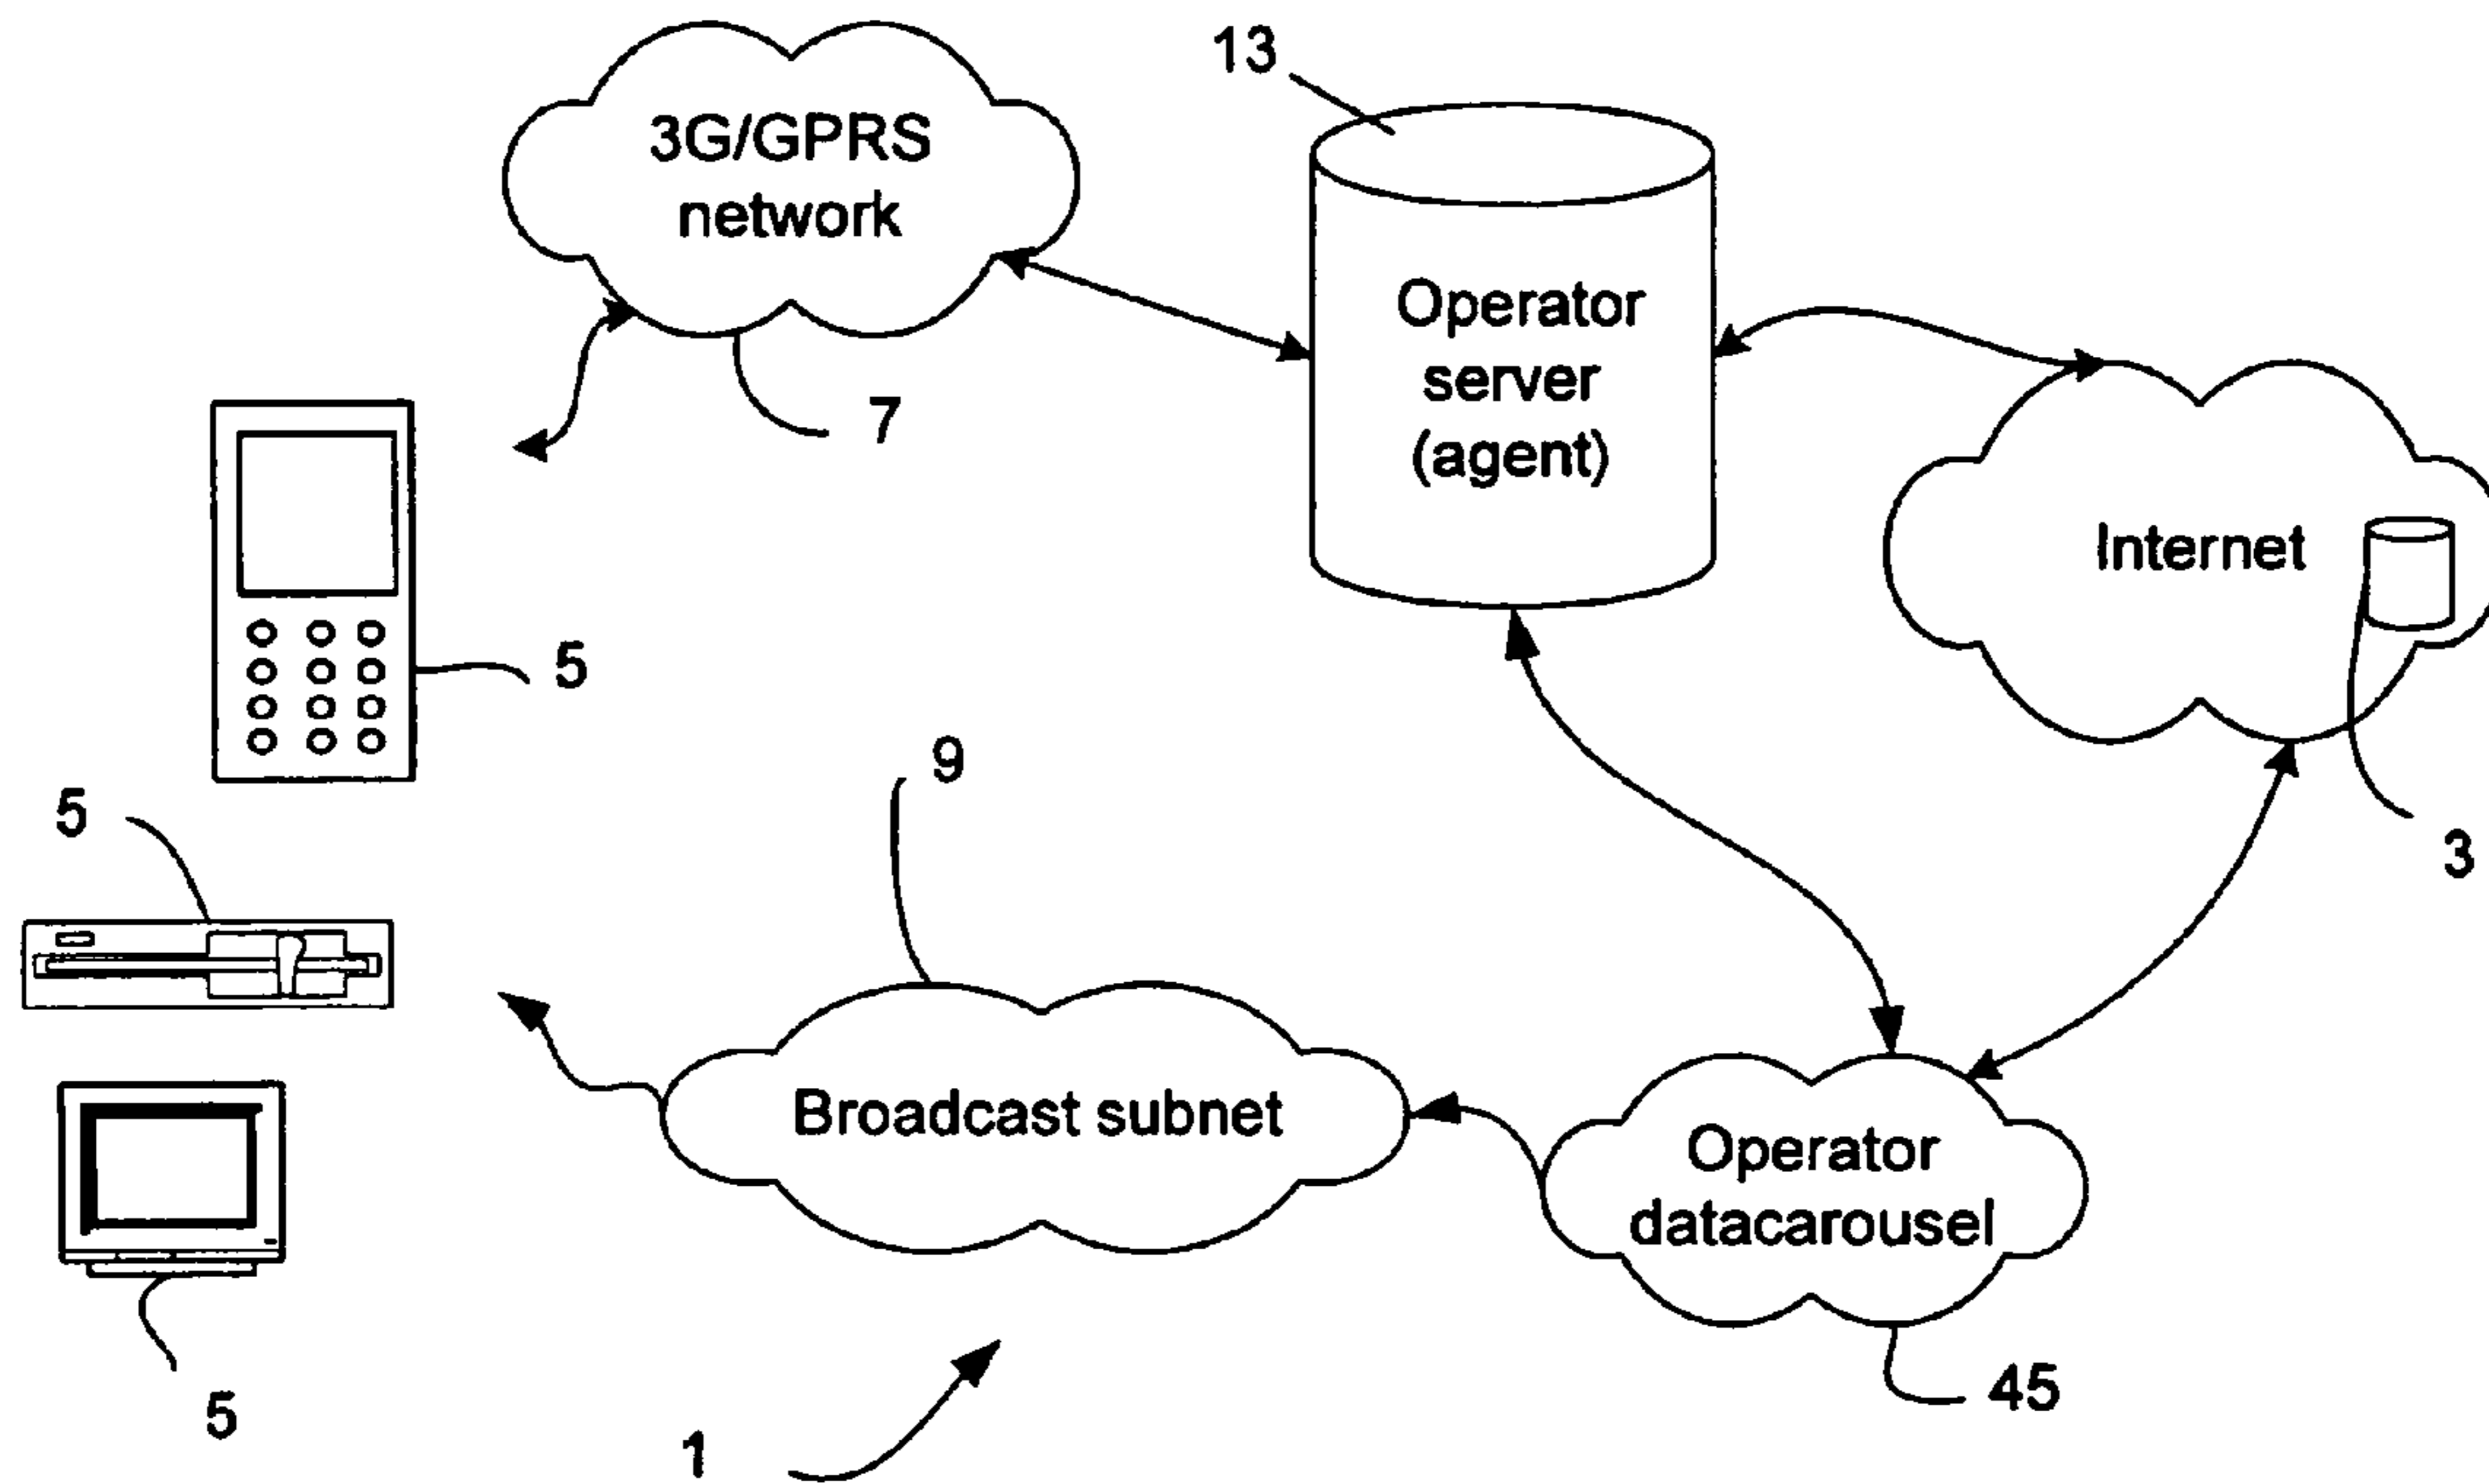 13
3G/GPRS
network
Operator
server
(agent)
7
Internet
5
9
5
3
Broadcast subnet
Operator
datacarousel
45
5
1